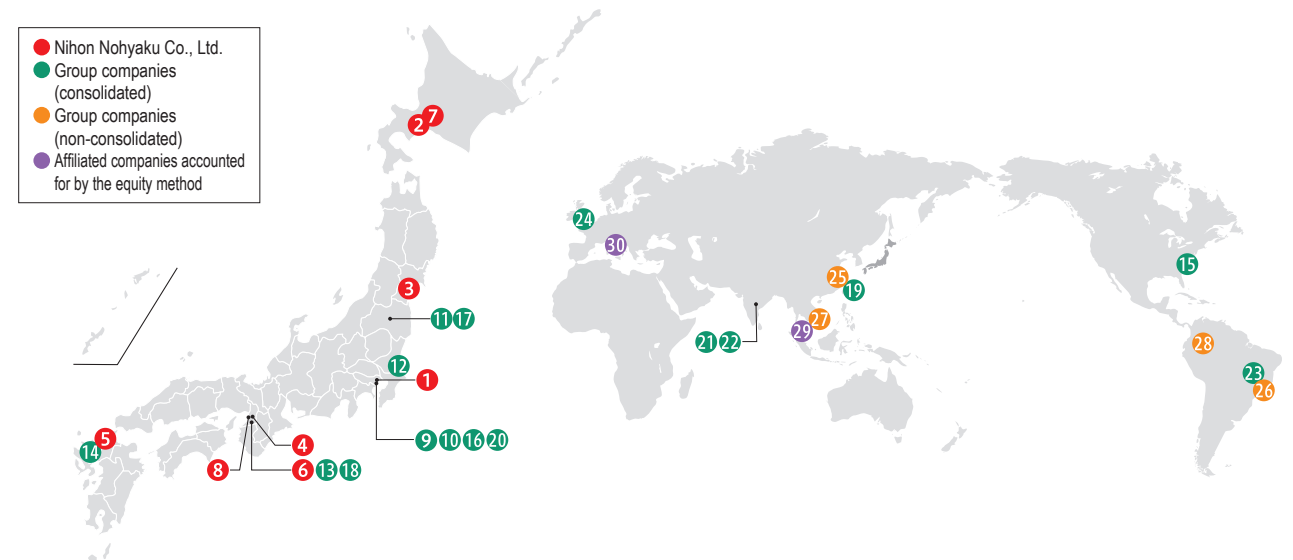 Nihon Nohyaku Co., Ltd.
Group companies
(consolidated)
Group companies
(non-consolidated)
Affiliated companies accounted
for by the equity method
2 7
3
11 17
12
1
9 10 16 20
5
14
4
8
6 13 18
24
30
25
19
15
21 22
27
29
28
23
26